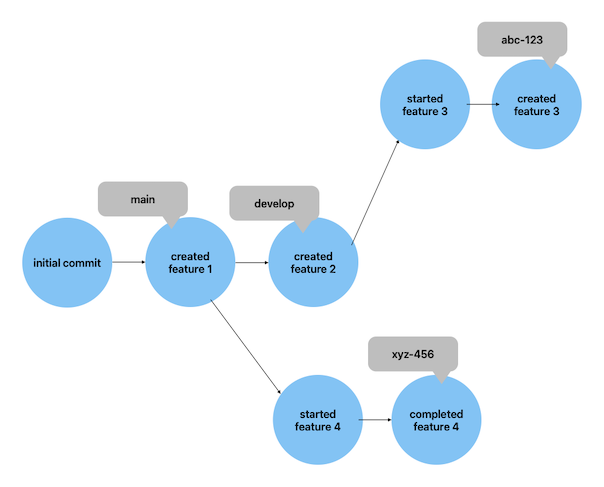 abc-123
started
feature 3
created
feature 3
main
develop
initial commit
created
feature 1
created
feature 2
xyz-456
started
feature 4
completed
feature 4